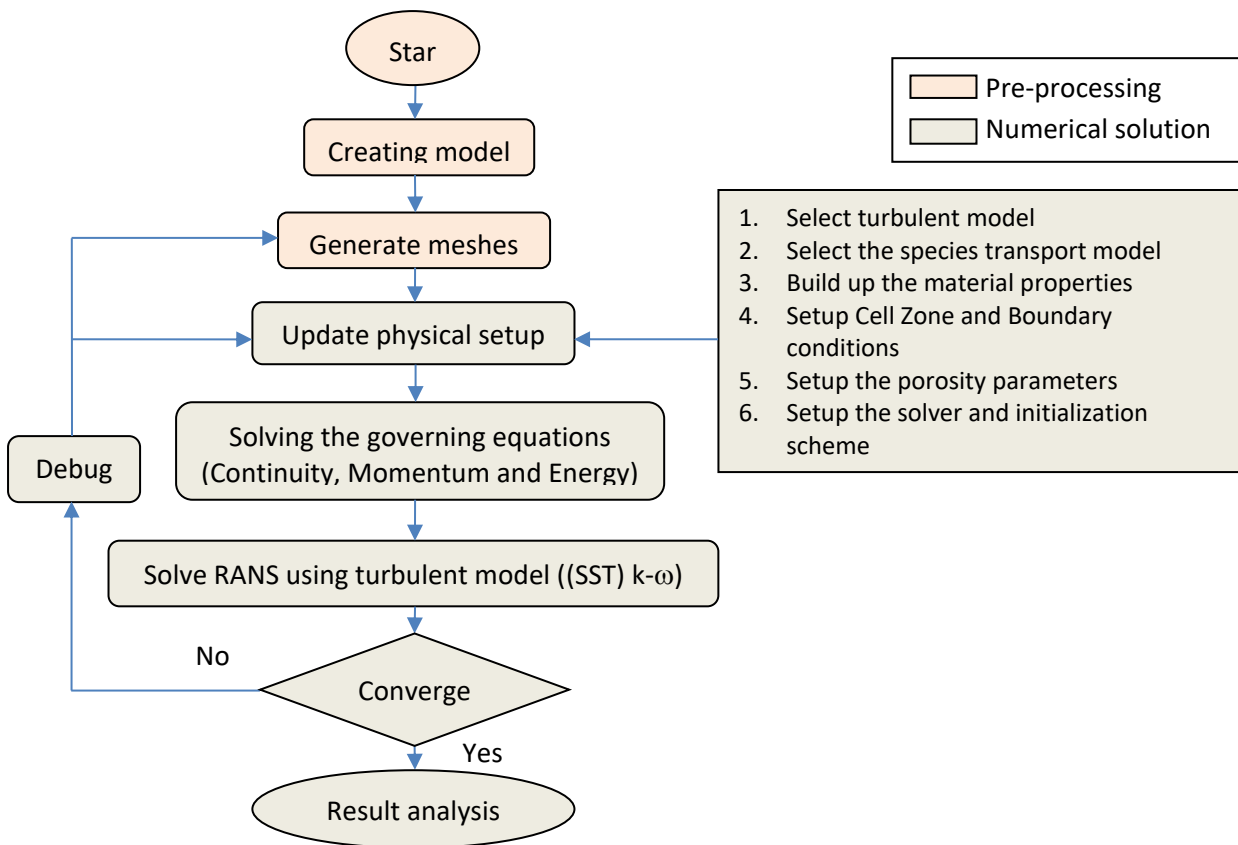 Star
Pre-processing
Numerical solution
Creating model
Generate meshes
Update physical setup
1. Select turbulent model
2. Select the species transport model
3. Build up the material properties
4. Setup Cell Zone and Boundary
conditions
5. Setup the porosity parameters
6. Setup the solver and initialization
scheme
Solving the governing equations
(Continuity, Momentum and Energy)
Debug
Solve RANS using turbulent model ((SST) k-ω)
No
Converge
Yes
Result analysis